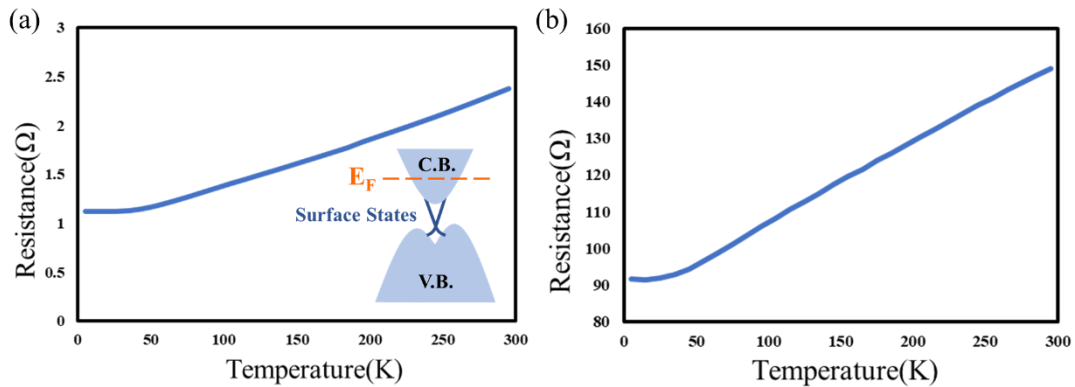 (a)
Resistance(Ω)
3
2.5
2
1.5
1
0.5
0
0 50 100 150 200 250 300
Temperature(K)
C.B.
E_F
Surface States
V.B.
(b)
Resistance(Ω)
160
150
140
130
120
110
100
90
80
0 50 100 150 200 250 300
Temperature(K)